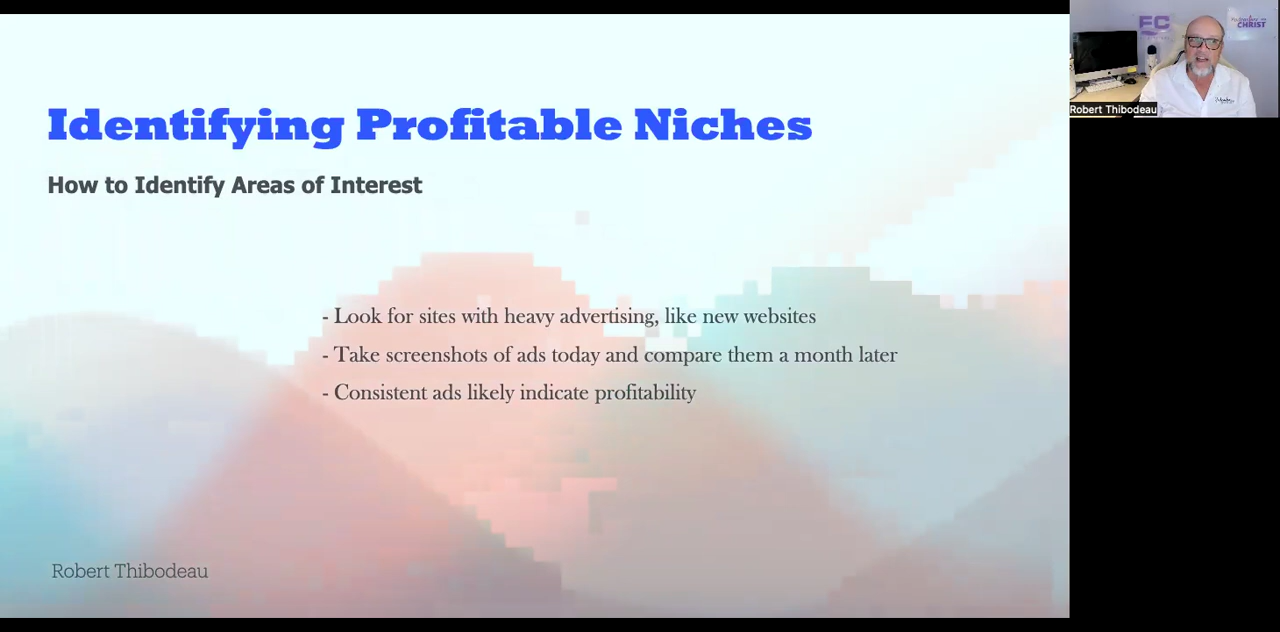 Identifying Profitable Niches
How to Identify Areas of Interest
- Look for sites with heavy advertising, like new websites
- Take screenshots of ads today and compare them a month later
- Consistent ads likely indicate profitability
Robert Thibodeau
FC
CHRIST
Robert Thibodeau